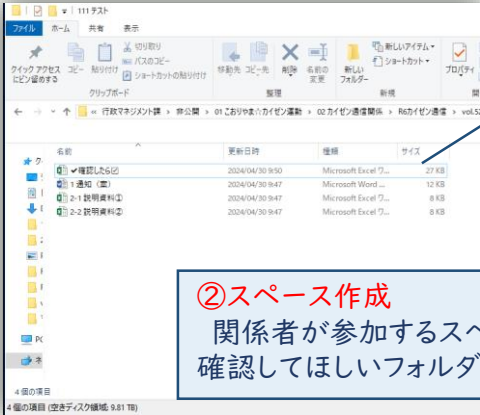 111 テスト
ファイル ホーム 共有 表示
クイック アクセス にピン留めする コピー 貼り付け 切り取り パスのコピー ショートカットの貼り付け
移動先 コピー先 削除 名前の変更 新しいフォルダー 新しいアイテム ショートカット プロパティ
クリップボード 整理 新規 開
« 行政マネジメント課 > 非公開 > 01 こおりやま☆カイゼン運動 > 02 カイゼン通信関係 > R6カイゼン通信 > vol.52
名前 更新日時 種類 サイズ
✔確認したら☑ 2024/04/30 9:50 Microsoft Excel ワ... 27 KB
1 通知(案) 2024/04/30 9:47 Microsoft Word ... 12 KB
2-1 説明資料① 2024/04/30 9:47 Microsoft Excel ワ... 8 KB
2-2 説明資料② 2024/04/30 9:47 Microsoft Excel ワ... 8 KB
PC
ネ
②スペース作成
関係者が参加するスペ
確認してほしいフォルダ
4 個の項目
4 個の項目 (空きディスク領域: 9.81 TB)